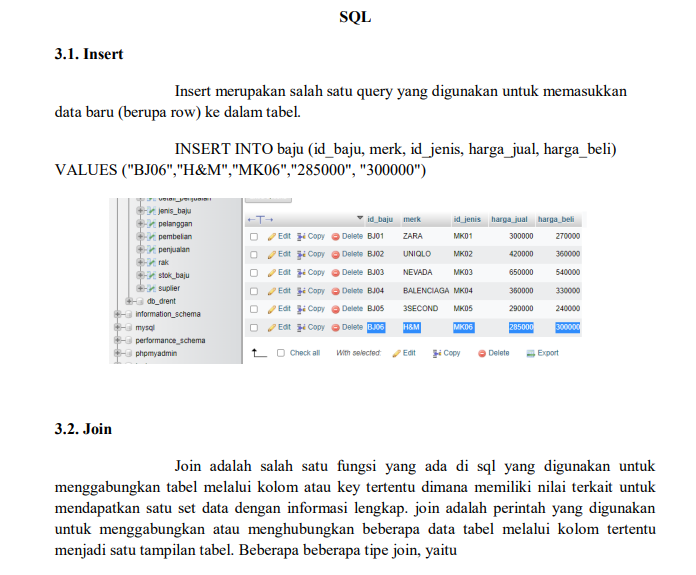 SQL
3.1. Insert
Insert merupakan salah satu query yang digunakan untuk memasukkan
data baru (berupa row) ke dalam tabel.
INSERT INTO baju (id_baju, merk, id_jenis, harga_jual, harga_beli)
VALUES ("BJ06","H&M","MK06","285000", "300000")
detail_penjualan
jenis_baju
pelanggan
pembelian
penjualan
rak
stok_baju
suplier
db_drent
information_schema
mysql
performance_schema
phpmyadmin
←T→ id_baju merk id_jenis harga_jual harga_beli
Edit Copy Delete BJ01 ZARA MK01 300000 270000
Edit Copy Delete BJ02 UNIQLO MK02 420000 360000
Edit Copy Delete BJ03 NEVADA MK03 650000 540000
Edit Copy Delete BJ04 BALENCIAGA MK04 360000 330000
Edit Copy Delete BJ05 3SECOND MK05 290000 240000
Edit Copy Delete BJ06 H&M MK06 285000 300000
Check all With selected: Edit Copy Delete Export
3.2. Join
Join adalah salah satu fungsi yang ada di sql yang digunakan untuk
menggabungkan tabel melalui kolom atau key tertentu dimana memiliki nilai terkait untuk
mendapatkan satu set data dengan informasi lengkap. join adalah perintah yang digunakan
untuk menggabungkan atau menghubungkan beberapa data tabel melalui kolom tertentu
menjadi satu tampilan tabel. Beberapa beberapa tipe join, yaitu